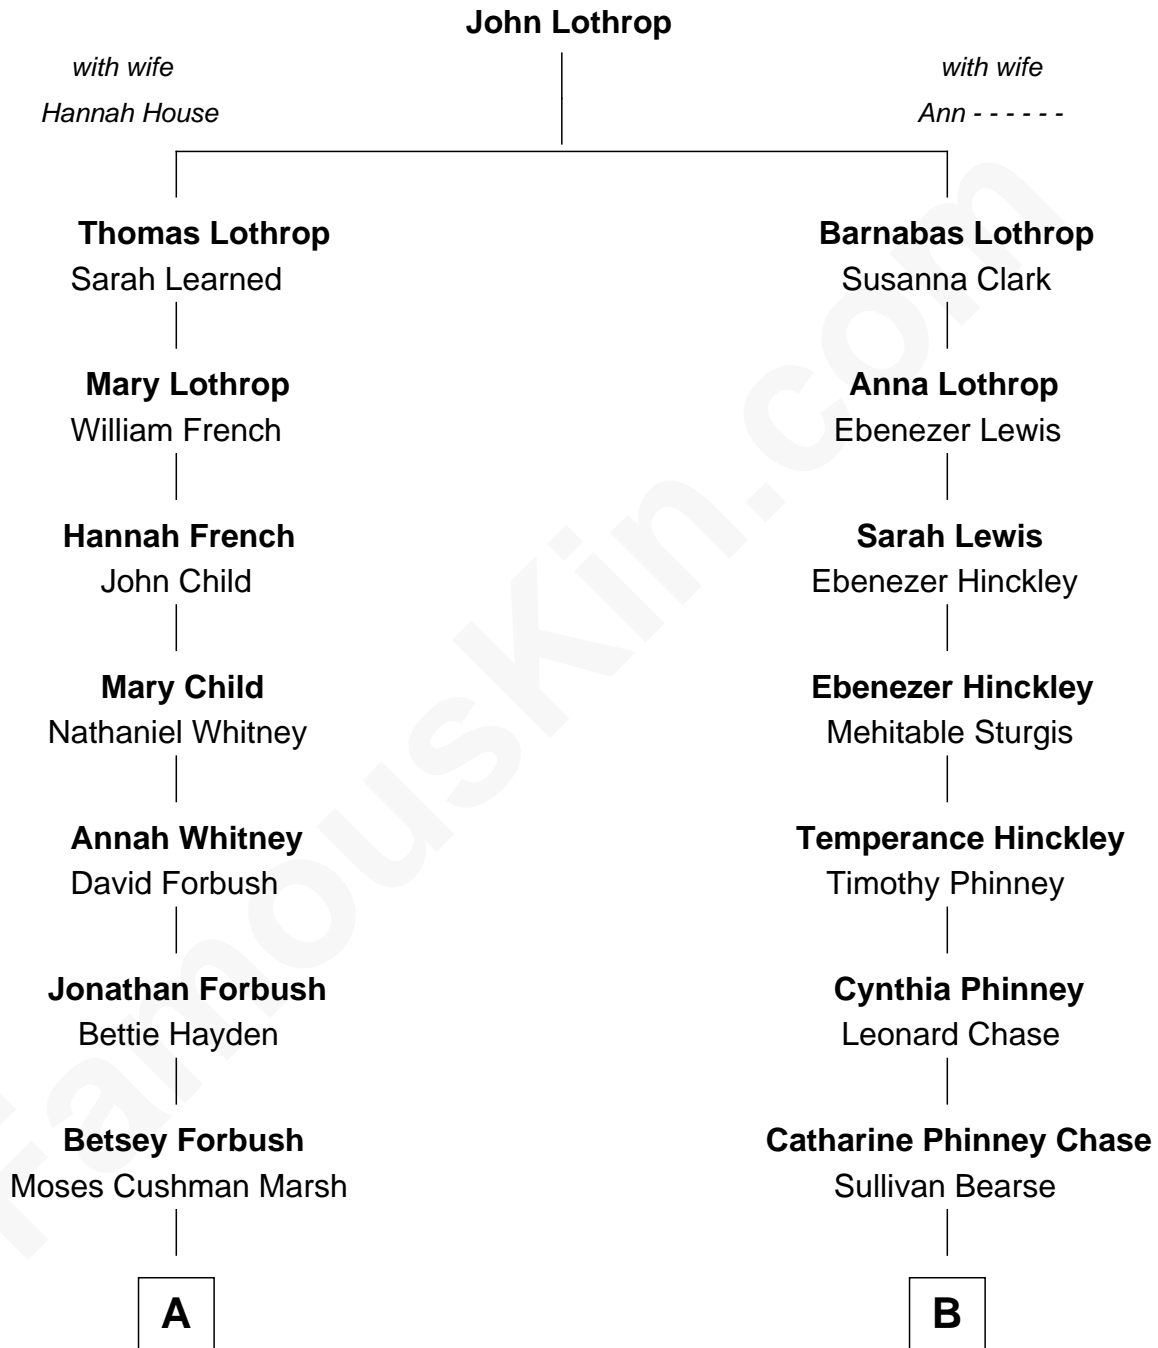 John Lothrop
with wife
Hannah House
with wife
Ann - - - - - -
Thomas Lothrop
Sarah Learned
Barnabas Lothrop
Susanna Clark
Mary Lothrop
William French
Anna Lothrop
Ebenezer Lewis
Hannah French
John Child
Sarah Lewis
Ebenezer Hinckley
Mary Child
Nathaniel Whitney
Ebenezer Hinckley
Mehitable Sturgis
Annah Whitney
David Forbush
Temperance Hinckley
Timothy Phinney
Jonathan Forbush
Bettie Hayden
Cynthia Phinney
Leonard Chase
Betsey Forbush
Moses Cushman Marsh
Catharine Phinney Chase
Sullivan Bearse
A
B
FamousKin.com